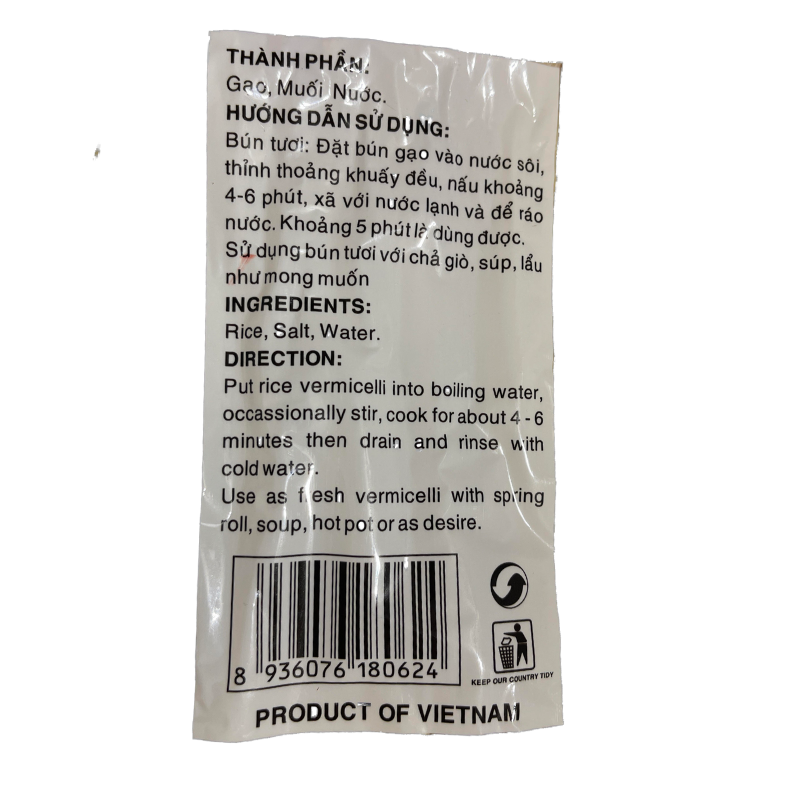 THÀNH PHẦN:
Gạo, Muối Nước.
HƯỚNG DẪN SỬ DỤNG:
Bún tươi: Đặt bún gạo vào nước sôi,
thỉnh thoảng khuấy đều, nấu khoảng
4-6 phút, xã với nước lạnh và để ráo
nước. Khoảng 5 phút là dùng được.
Sử dụng bún tươi với chả giò, súp, lẩu
như mong muốn
INGREDIENTS:
Rice, Salt, Water.
DIRECTION:
Put rice vermicelli into boiling water,
occassionally stir, cook for about 4 - 6
minutes then drain and rinse with
cold water.
Use as fresh vermicelli with spring
roll, soup, hot pot or as desire.
8 936076 180624
KEEP OUR COUNTRY TIDY
PRODUCT OF VIETNAM